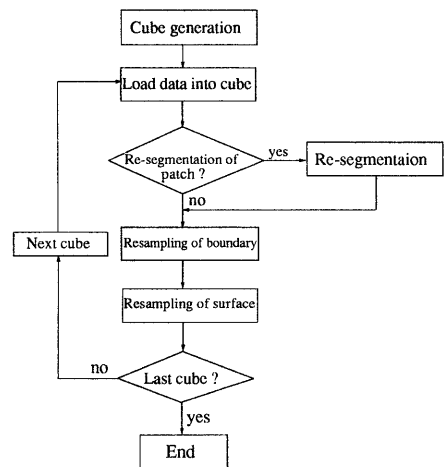 Cube generation
Load data into cube
Re-segmentation of
patch ?
yes
Re-segmentaion
no
Next cube
Resampling of boundary
Resampling of surface
no
Last cube ?
yes
End